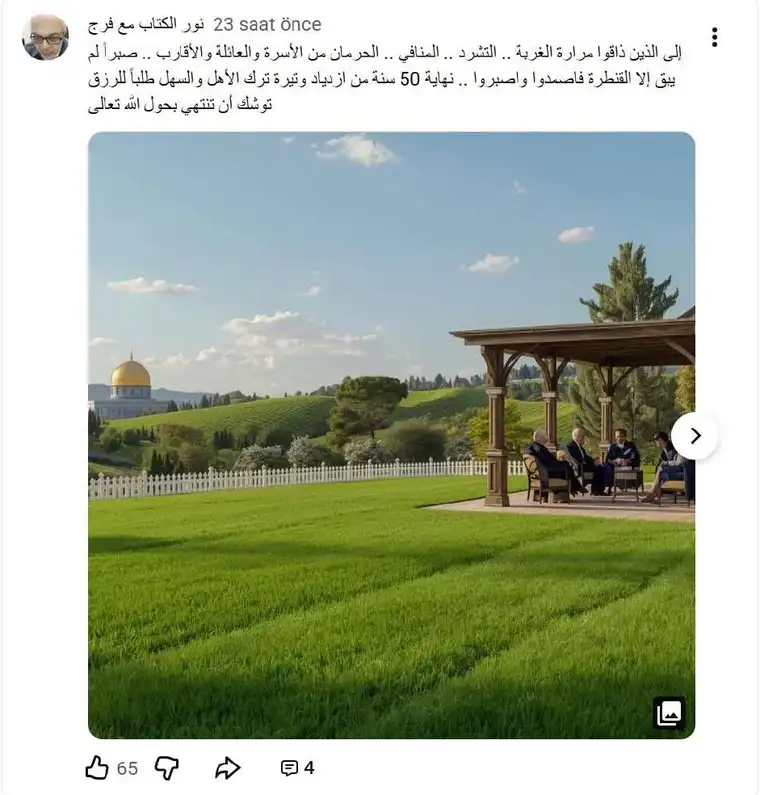 نور الكتاب مع فرج 23 saat önce
إلى الذين ذاقوا مرارة الغربة .. التشرد .. المنافي .. الحرمان من الأسرة والعائلة والأقارب .. صبراً لم
يبق إلا القنطرة فاصمدوا واصبروا .. نهاية 50 سنة من ازدياد وتيرة ترك الأهل والسهل طلباً للرزق
توشك أن تنتهي بحول الله تعالى
65
4